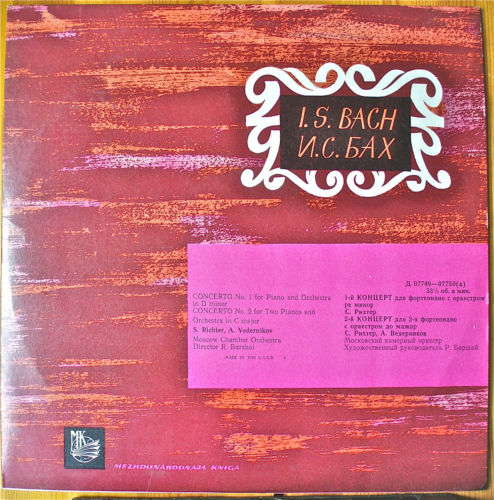 I. S. BACH
И. С. БАХ
Д 07749—07750(а)
33⅓ об. в мин.
CONCERTO No. 1 for Piano and Orchestra
in D minor
CONCERTO No. 2 for Two Pianos and
Orchestra in C major
S. Richter, A. Vedernikov
Moscow Chamber Orchestra
Director R. Barshai
MADE IN THE U.S.S.R.
1-й КОНЦЕРТ для фортепиано с оркестром
ре минор
С. Рихтер
2-й КОНЦЕРТ для 2-х фортепиано
с оркестром до мажор
С. Рихтер, А. Ведерников
Московский камерный оркестр
Художественный руководитель Р. Баршай
МК
MEZHDUNARODNAJA KNIGA